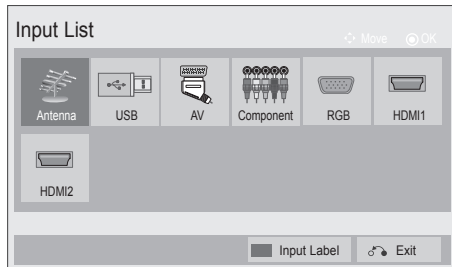 Input List
Move OK
Antenna USB AV Component RGB HDMI1
HDMI2
Input Label Exit